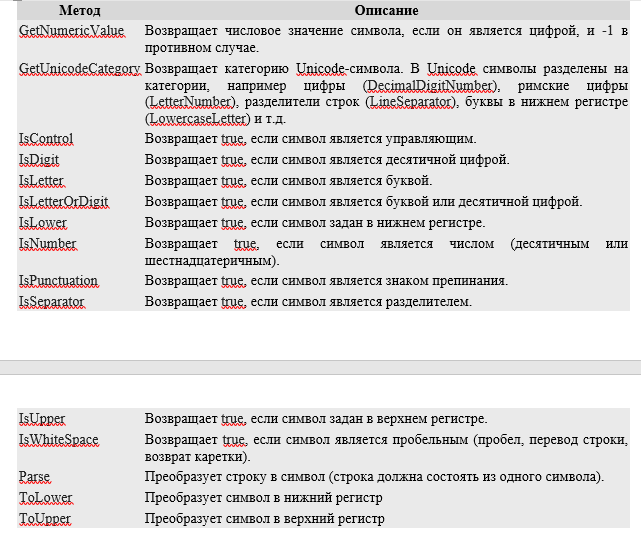 Метод Описание
GetNumericValue Возвращает числовое значение символа, если он является цифрой, и -1 в
противном случае.
GetUnicodeCategory Возвращает категорию Unicode-символа. В Unicode символы разделены на
категории, например цифры (DecimalDigitNumber), римские цифры
(LetterNumber), разделители строк (LineSeparator), буквы в нижнем регистре
(LowercaseLetter) и т.д.
IsControl Возвращает true, если символ является управляющим.
IsDigit Возвращает true, если символ является десятичной цифрой.
IsLetter Возвращает true, если символ является буквой.
IsLetterOrDigit Возвращает true, если символ является буквой или десятичной цифрой.
IsLower Возвращает true, если символ задан в нижнем регистре.
IsNumber Возвращает true, если символ является числом (десятичным или
шестнадцатеричным).
IsPunctuation Возвращает true, если символ является знаком препинания.
IsSeparator Возвращает true, если символ является разделителем.
IsUpper Возвращает true, если символ задан в верхнем регистре.
IsWhiteSpace Возвращает true, если символ является пробельным (пробел, перевод строки,
возврат каретки).
Parse Преобразует строку в символ (строка должна состоять из одного символа).
ToLower Преобразует символ в нижний регистр
ToUpper Преобразует символ в верхний регистр